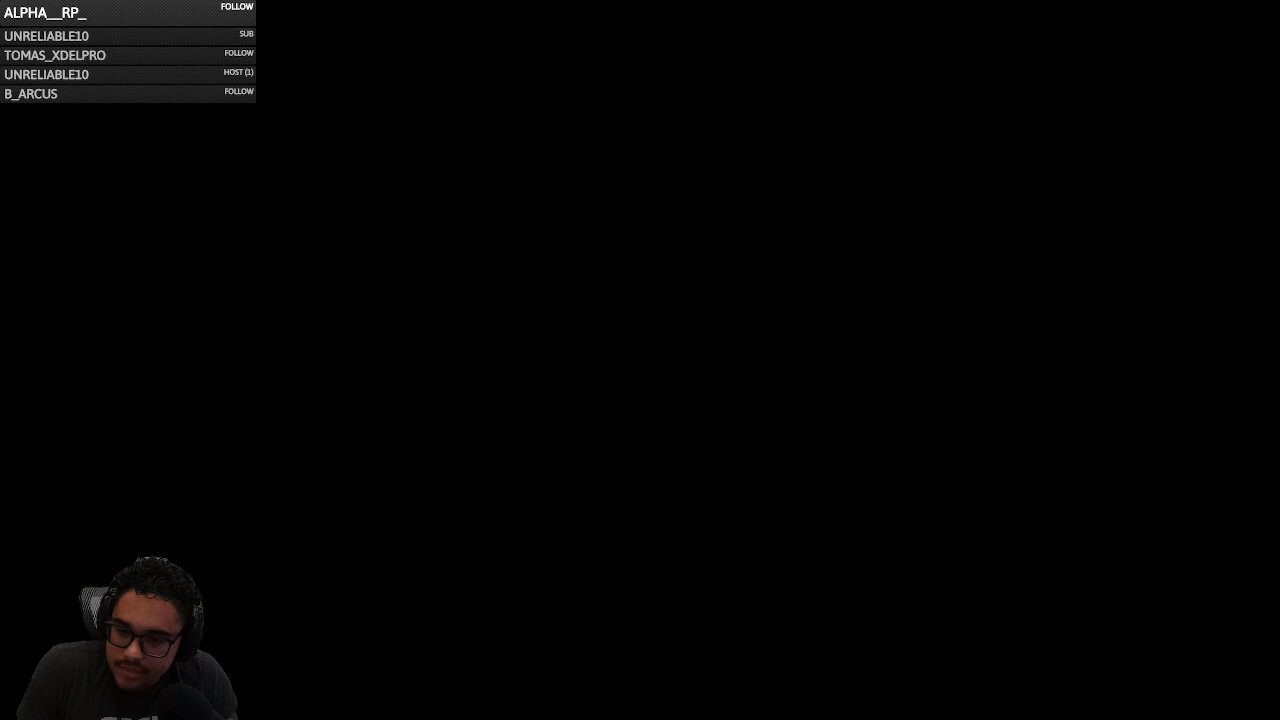 ALPHA__RP_ FOLLOW
UNRELIABLE10 SUB
TOMAS_XDELPRO FOLLOW
UNRELIABLE10 HOST (1)
B_ARCUS FOLLOW